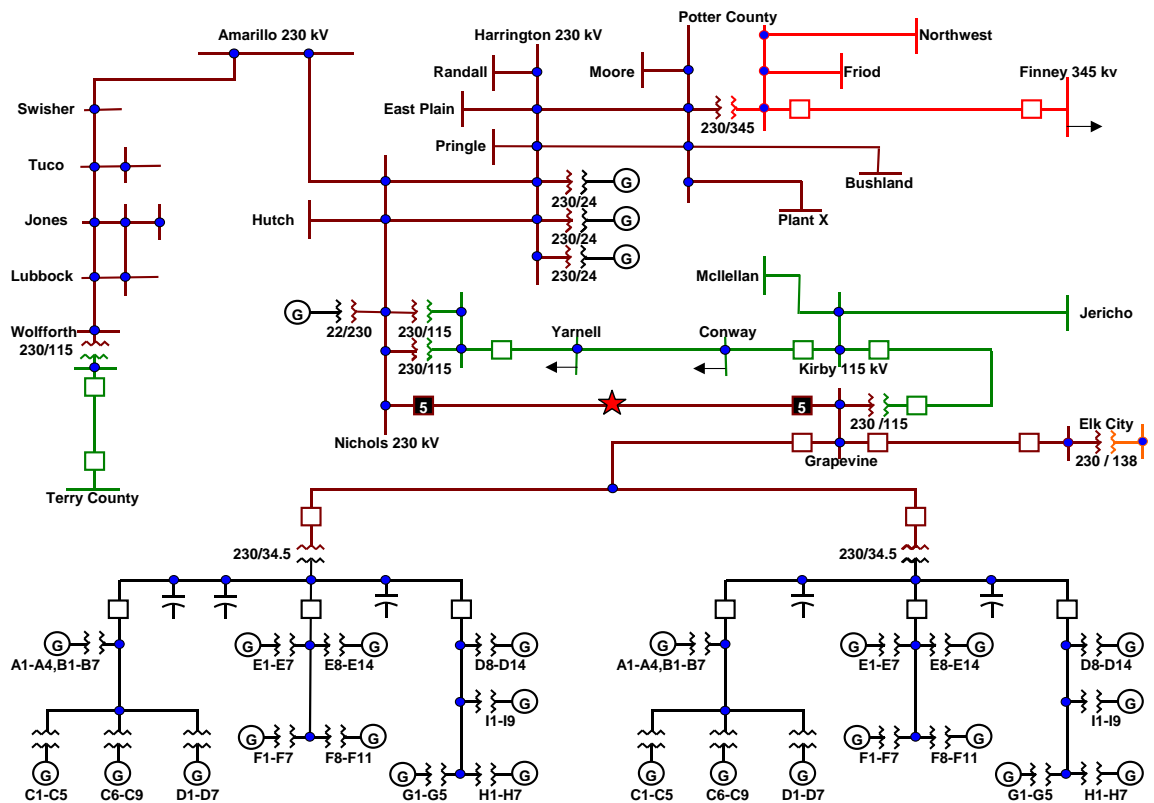 Potter County
Amarillo 230 kV
Harrington 230 kV
Northwest
Randall
Moore
Friod
Finney 345 kv
Swisher
East Plain
230/345
Pringle
Tuco
Bushland
G
230/24
Jones
Hutch
G
Plant X
230/24
Lubbock
G
230/24
McIlellan
G
Wolfforth
22/230
230/115
Yarnell
Conway
Jericho
230/115
230/115
Kirby 115 kV
5
5
230 /115
Elk City
Nichols 230 kV
Grapevine
230 / 138
Terry County
230/34.5
230/34.5
G
G
G
G
G
G
G
G
A1-A4,B1-B7
E1-E7
E8-E14
D8-D14
A1-A4,B1-B7
E1-E7
E8-E14
D8-D14
G
G
I1-I9
I1-I9
G
G
G
G
F1-F7
F8-F11
F1-F7
F8-F11
G
G
G
G
G
G
G
G
G
G
C1-C5
C6-C9
D1-D7
G1-G5
H1-H7
C1-C5
C6-C9
D1-D7
G1-G5
H1-H7